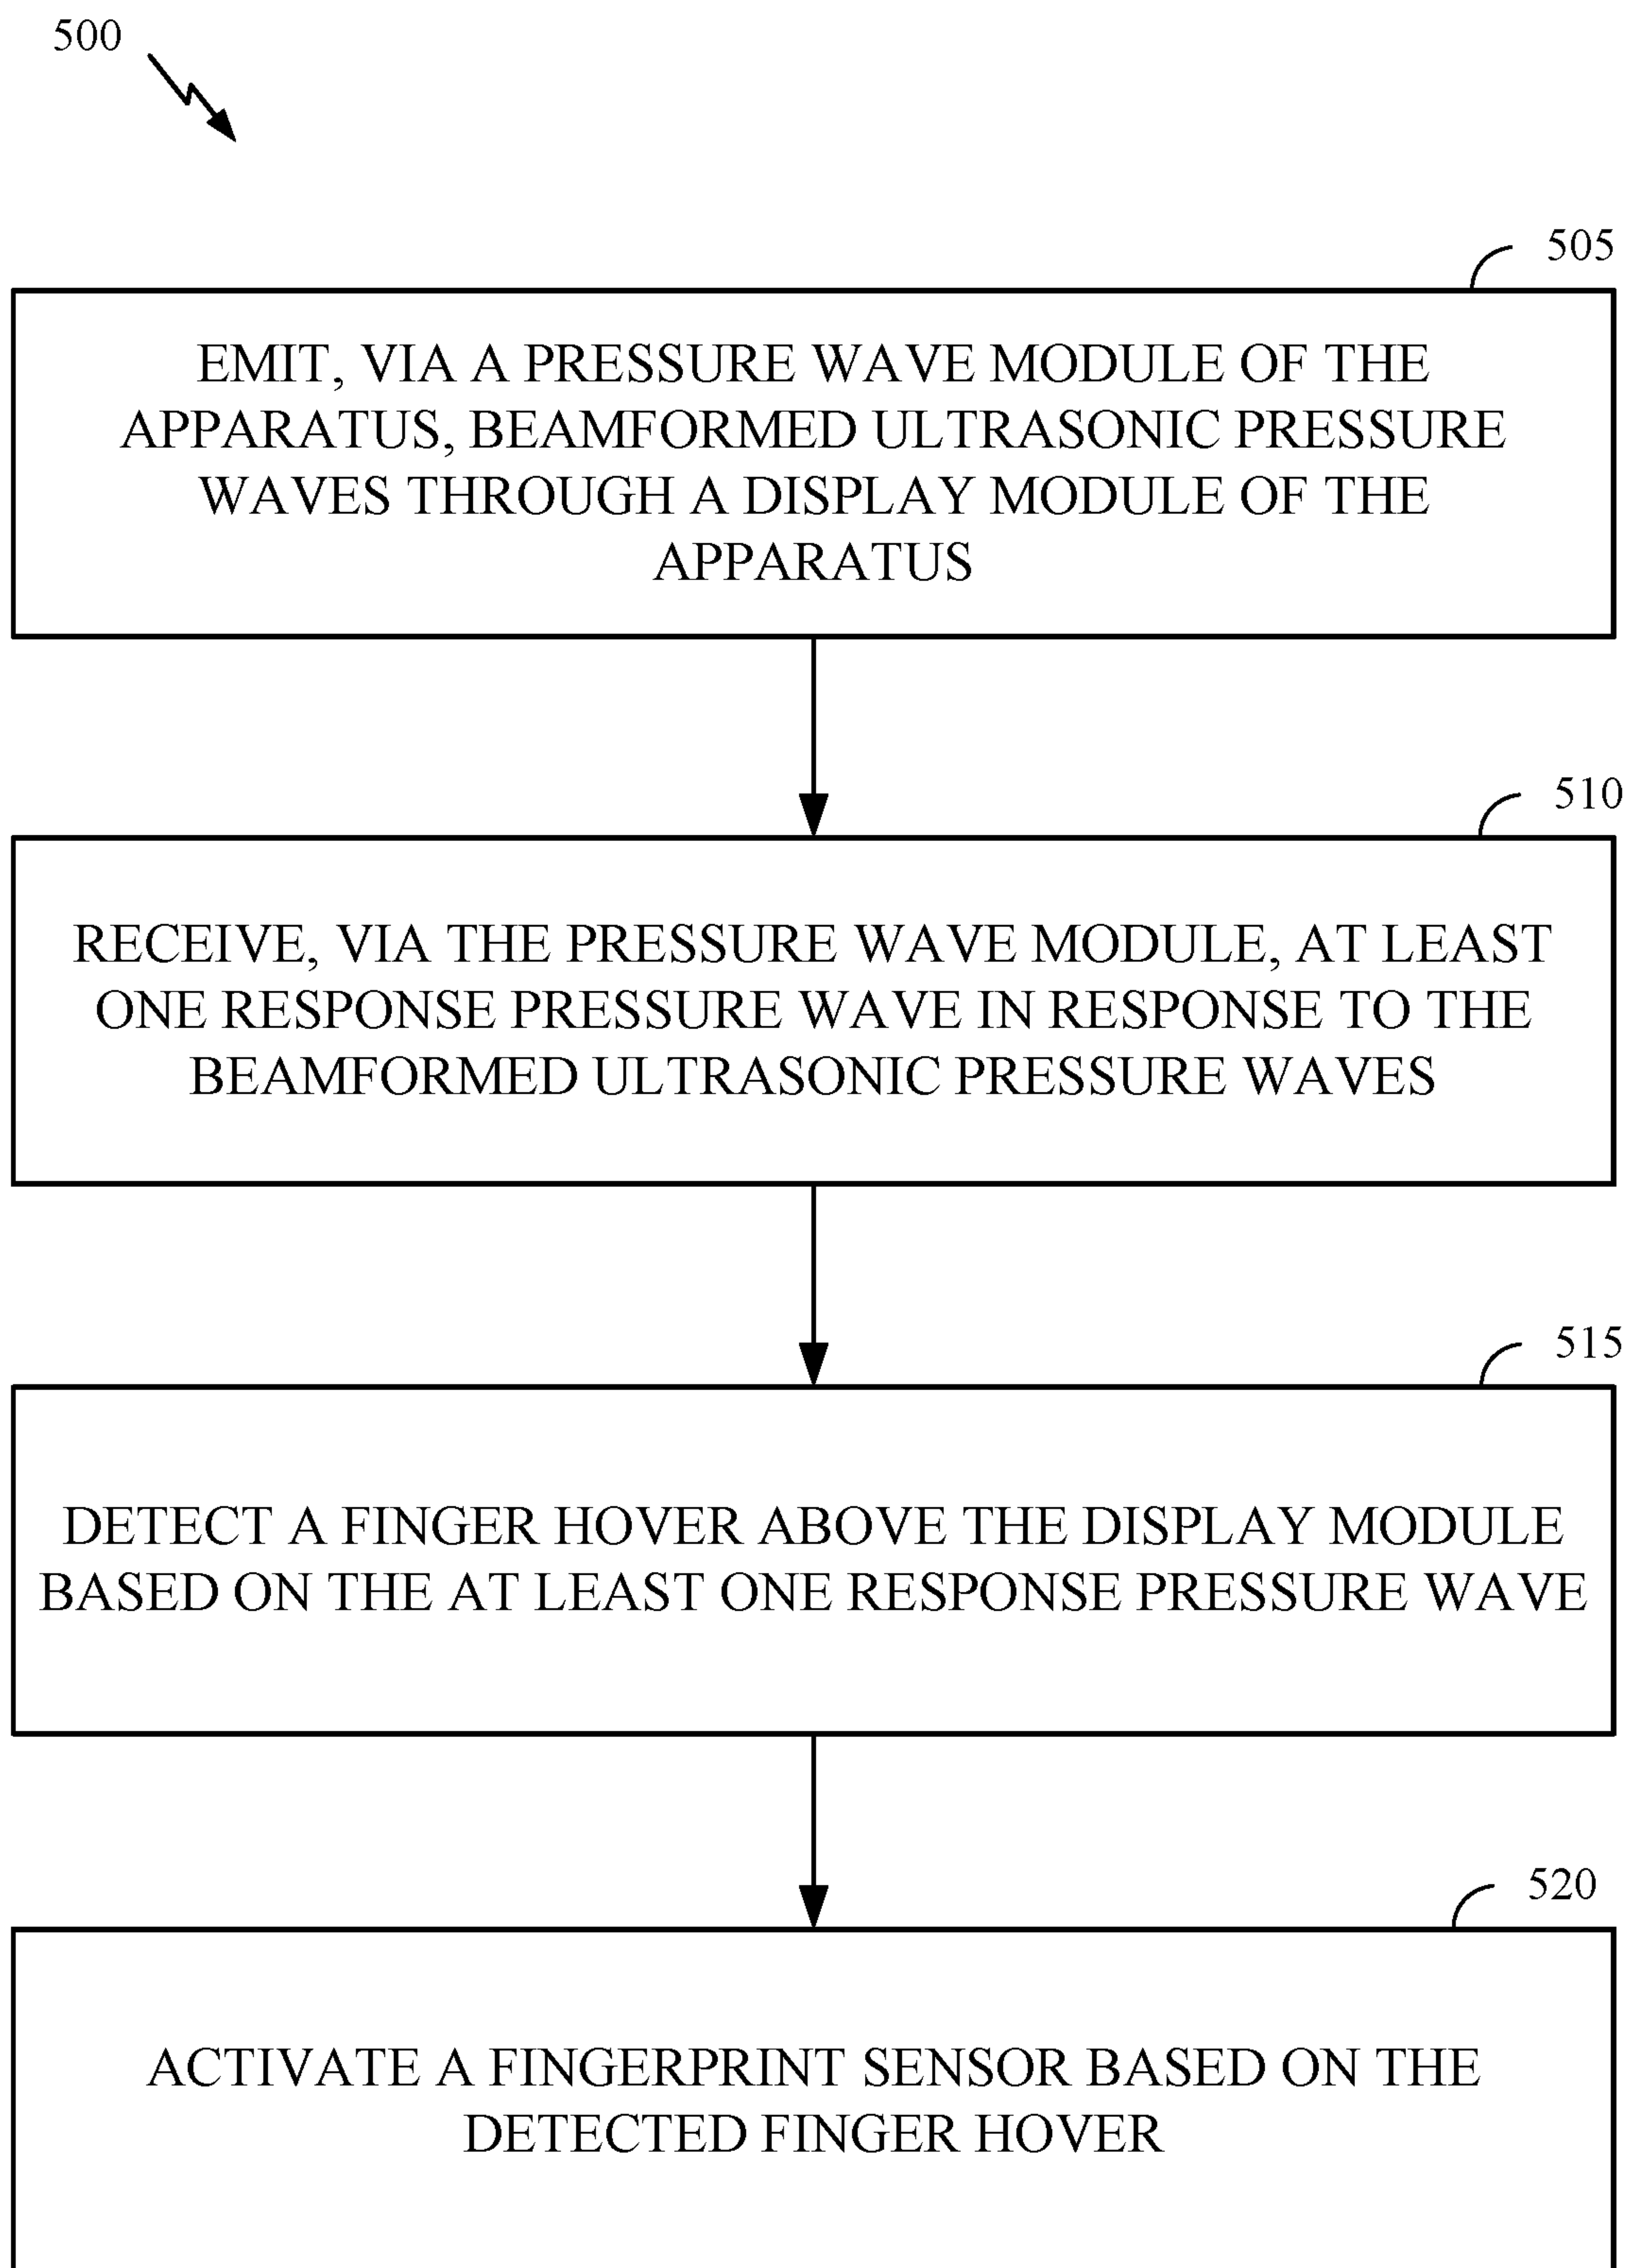 500
505
EMIT, VIA A PRESSURE WAVE MODULE OF THE
APPARATUS, BEAMFORMED ULTRASONIC PRESSURE
WAVES THROUGH A DISPLAY MODULE OF THE
APPARATUS
510
RECEIVE, VIA THE PRESSURE WAVE MODULE, AT LEAST
ONE RESPONSE PRESSURE WAVE IN RESPONSE TO THE
BEAMFORMED ULTRASONIC PRESSURE WAVES
515
DETECT A FINGER HOVER ABOVE THE DISPLAY MODULE
BASED ON THE AT LEAST ONE RESPONSE PRESSURE WAVE
520
ACTIVATE A FINGERPRINT SENSOR BASED ON THE
DETECTED FINGER HOVER